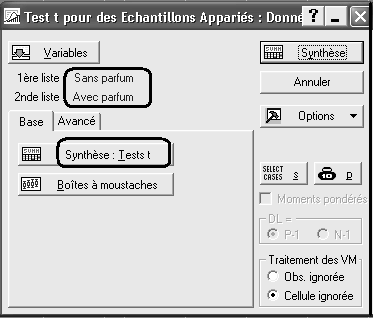 Test t pour des Echantillons Appariés : Donne
Variables
Synthèse
1ère liste Sans parfum
2nde liste Avec parfum
Annuler
Options
Base
Avancé
Synthèse : Tests t
Boîtes à moustaches
SELECT CASES S
D
Moments pondérés
DL =
P-1
N-1
Traitement des VM
Obs. ignorée
Cellule ignorée